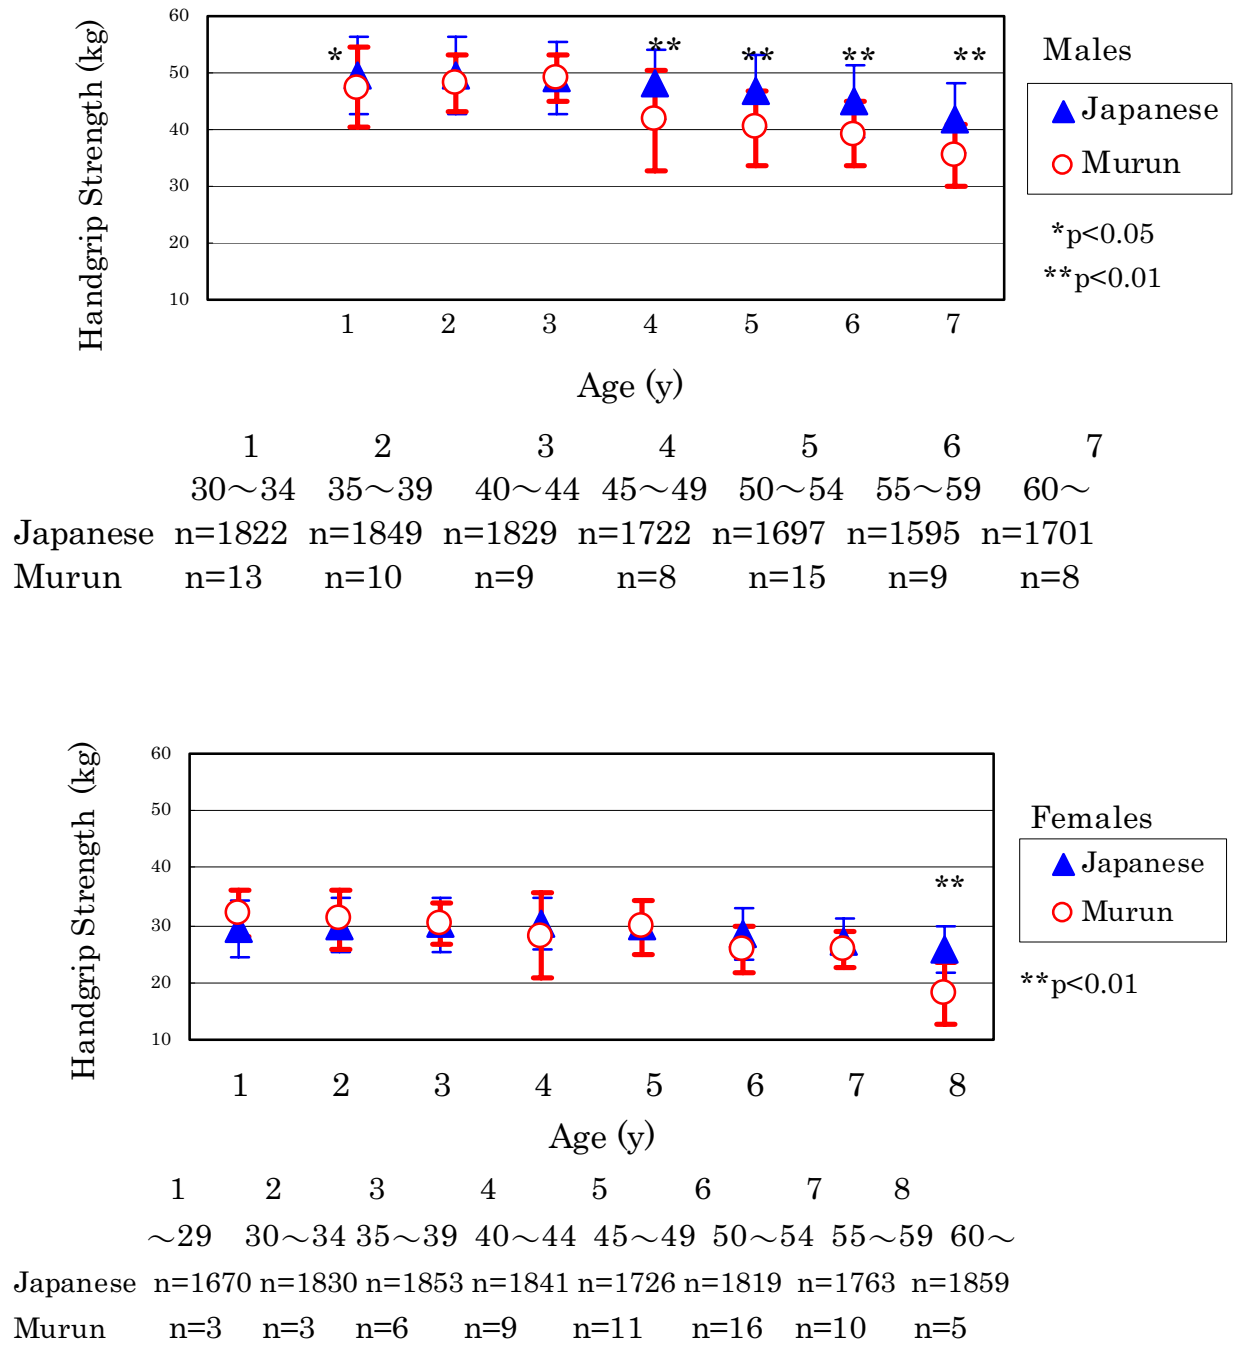 60
50
40
30
20
10
Handgrip Strength (kg)
* ** ** ** **
1 2 3 4 5 6 7
Age (y)
Males
Japanese
Murun
*p<0.05
**p<0.01
1 2 3 4 5 6 7
30～34 35～39 40～44 45～49 50～54 55～59 60～
Japanese n=1822 n=1849 n=1829 n=1722 n=1697 n=1595 n=1701
Murun n=13 n=10 n=9 n=8 n=15 n=9 n=8
60
50
40
30
20
10
Handgrip Strength (kg)
**
1 2 3 4 5 6 7 8
Age (y)
Females
Japanese
Murun
**p<0.01
1 2 3 4 5 6 7 8
～29 30～34 35～39 40～44 45～49 50～54 55～59 60～
Japanese n=1670 n=1830 n=1853 n=1841 n=1726 n=1819 n=1763 n=1859
Murun n=3 n=3 n=6 n=9 n=11 n=16 n=10 n=5